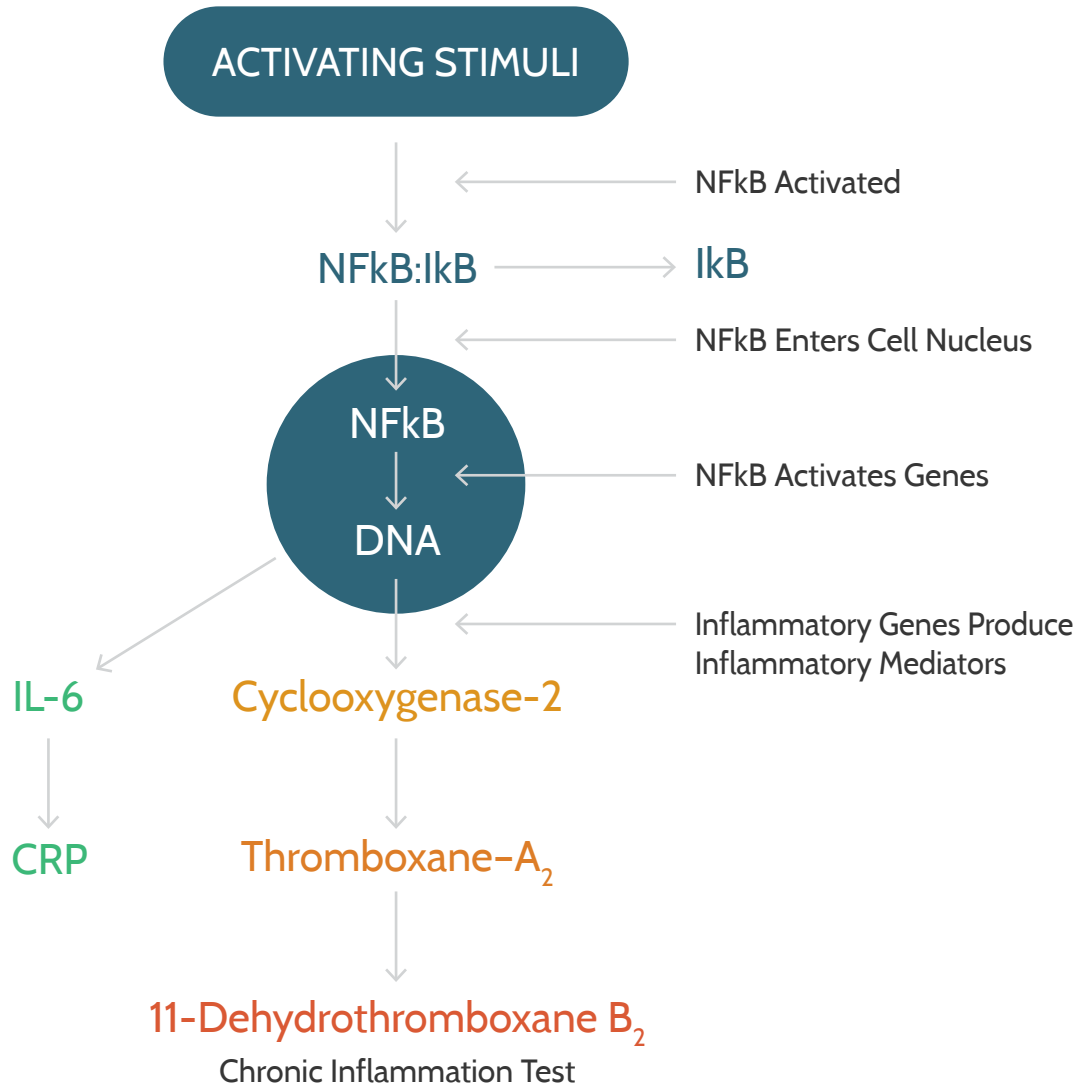 ACTIVATING STIMULI
NFkB Activated
NFkB:IkB
IkB
NFkB Enters Cell Nucleus
NFkB
NFkB Activates Genes
DNA
Inflammatory Genes Produce
Inflammatory Mediators
IL-6
Cyclooxygenase-2
CRP
Thromboxane–A₂
11-Dehydrothromboxane B₂
Chronic Inflammation Test